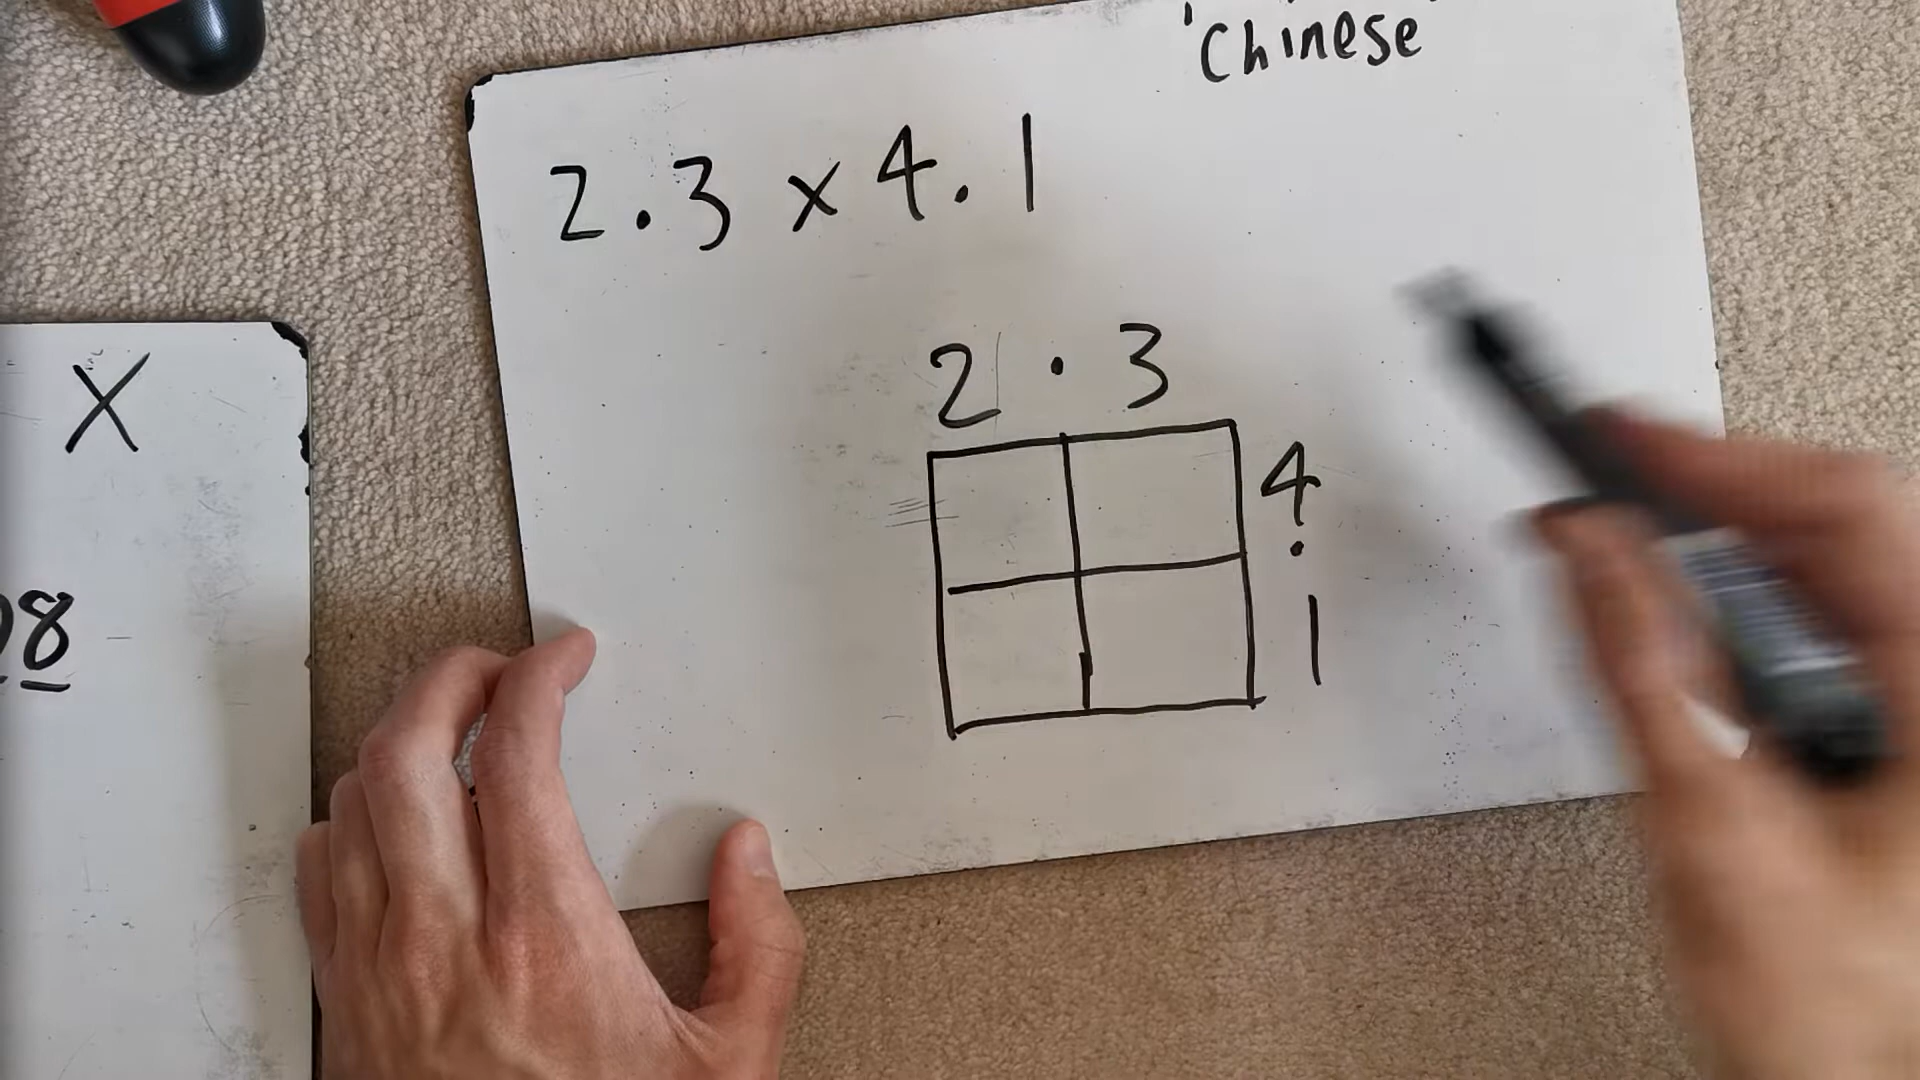 'Chinese'
2.3 x 4.1
2 . 3
4
.
1
X
8